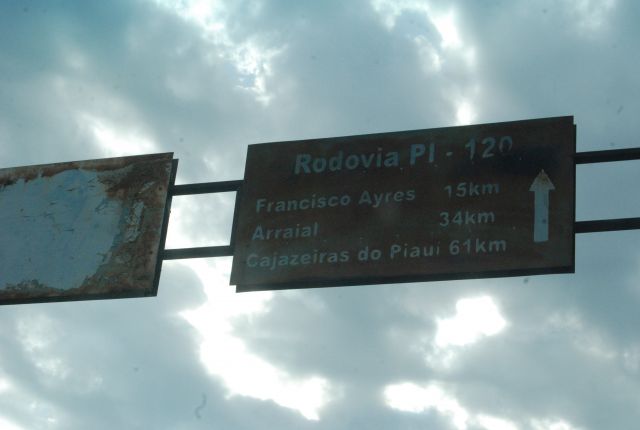 Rodovia PI - 120
Francisco Ayres 15km
Arraial 34km
Cajazeiras do Piauí 61km